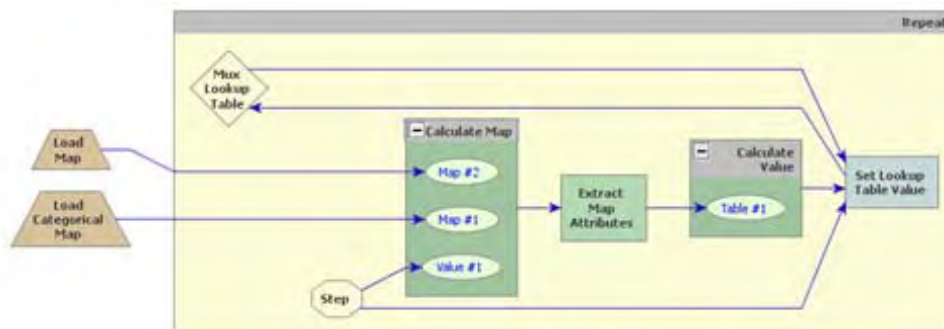 Repeat
Mux
Lookup
Table
Load
Map
Calculate Map
Map #2
Calculate
Value
Extract
Map
Attributes
Set Lookup
Table Value
Load
Categorical
Map
Map #1
Table #1
Value #1
Step